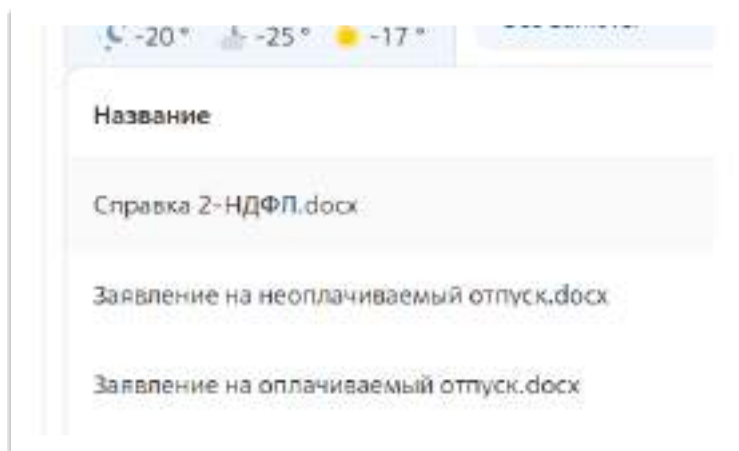 -20° -25° -17°
Название
Справка 2-НДФЛ.docx
Заявление на неоплачиваемый отпуск.docx
Заявление на оплачиваемый отпуск.docx